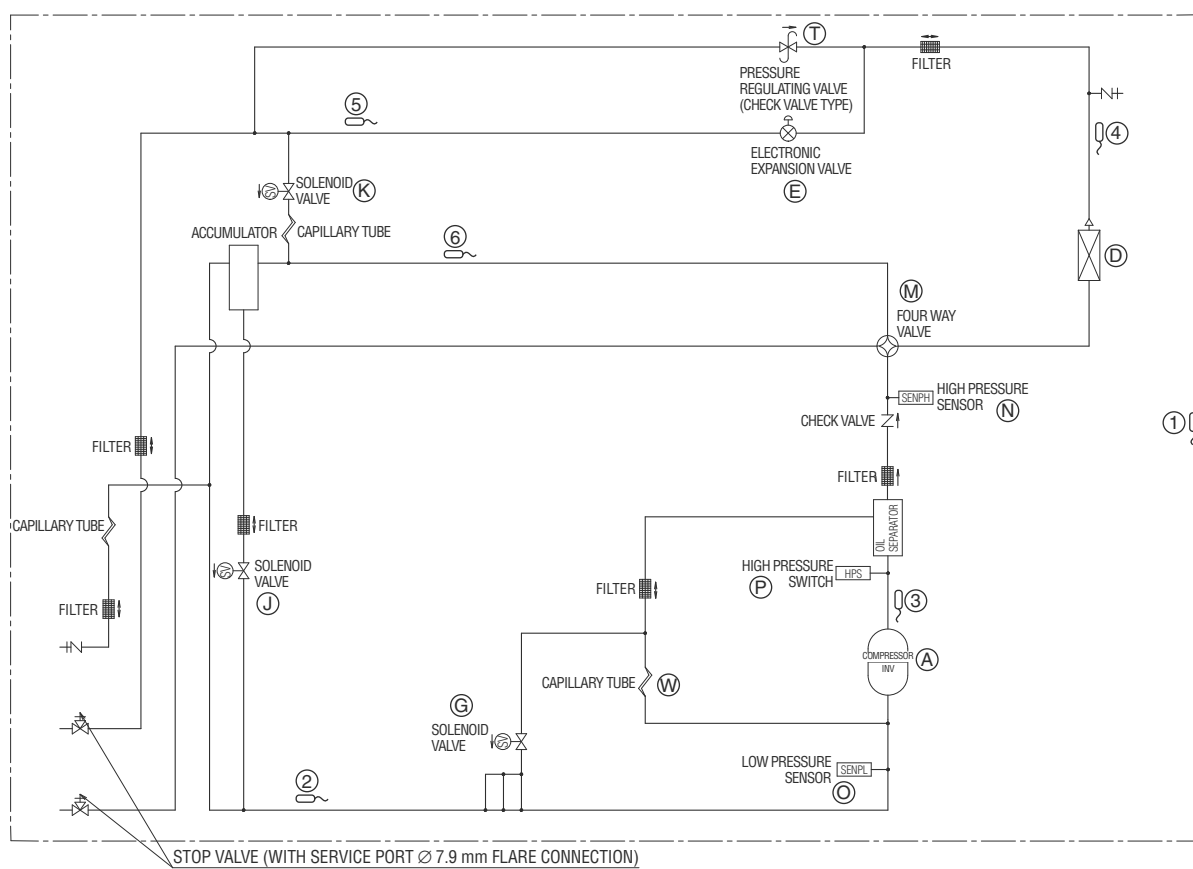 T
PRESSURE
REGULATING VALVE
(CHECK VALVE TYPE)
FILTER
5
4
ELECTRONIC
EXPANSION VALVE
E
SV
SOLENOID
VALVE
K
ACCUMULATOR
CAPILLARY TUBE
6
D
M
FOUR WAY
VALVE
SENPH
HIGH PRESSURE
SENSOR
N
CHECK VALVE
1
FILTER
FILTER
CAPILLARY TUBE
FILTER
OIL
SEPARATOR
SV
SOLENOID
VALVE
J
HIGH PRESSURE
SWITCH
P
HPS
FILTER
3
FILTER
COMPRESSOR
INV
A
CAPILLARY TUBE
W
G
SOLENOID
VALVE
SV
LOW PRESSURE
SENSOR
SENPL
O
2
STOP VALVE (WITH SERVICE PORT Ø 7.9 mm FLARE CONNECTION)